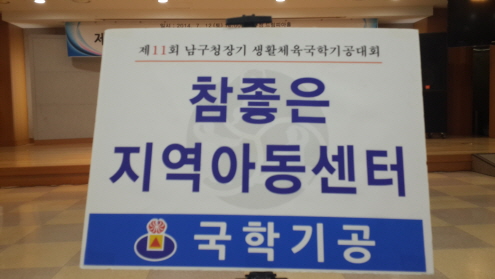 제
제11회 남구청장기 생활체육국학기공대회
참좋은
지역아동센터
국학기공